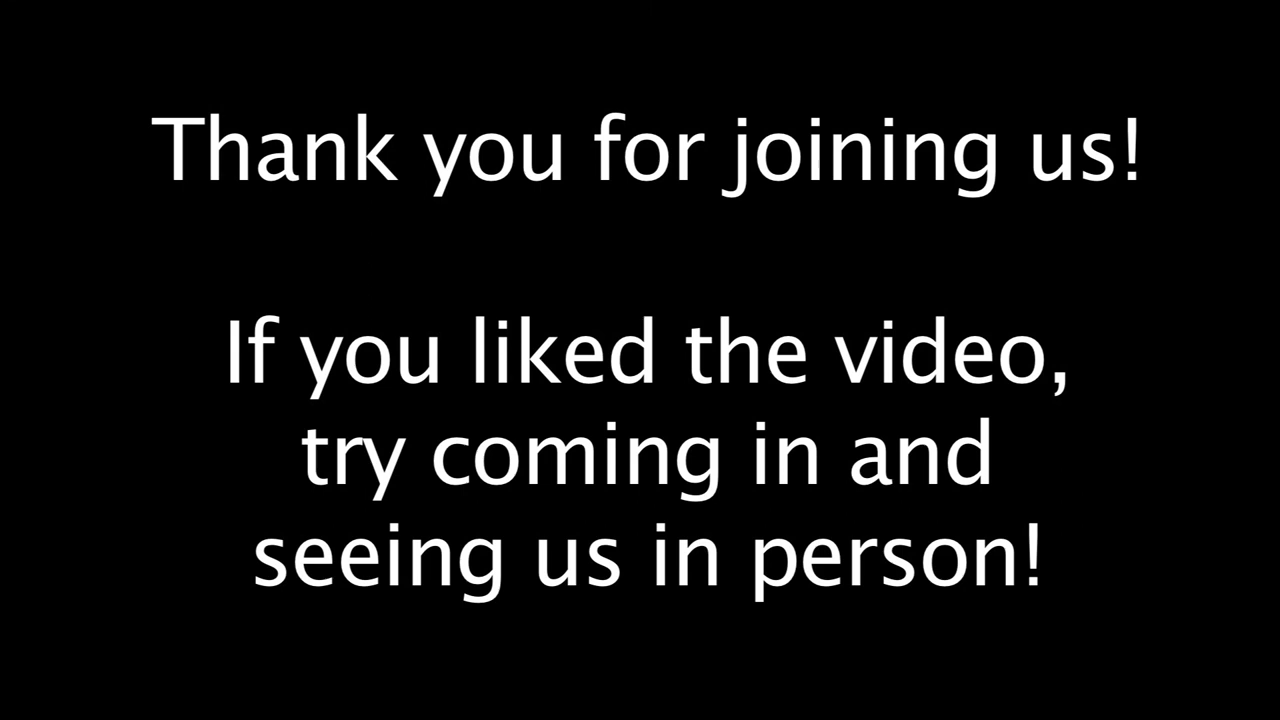 Thank you for joining us!
If you liked the video,
try coming in and
seeing us in person!